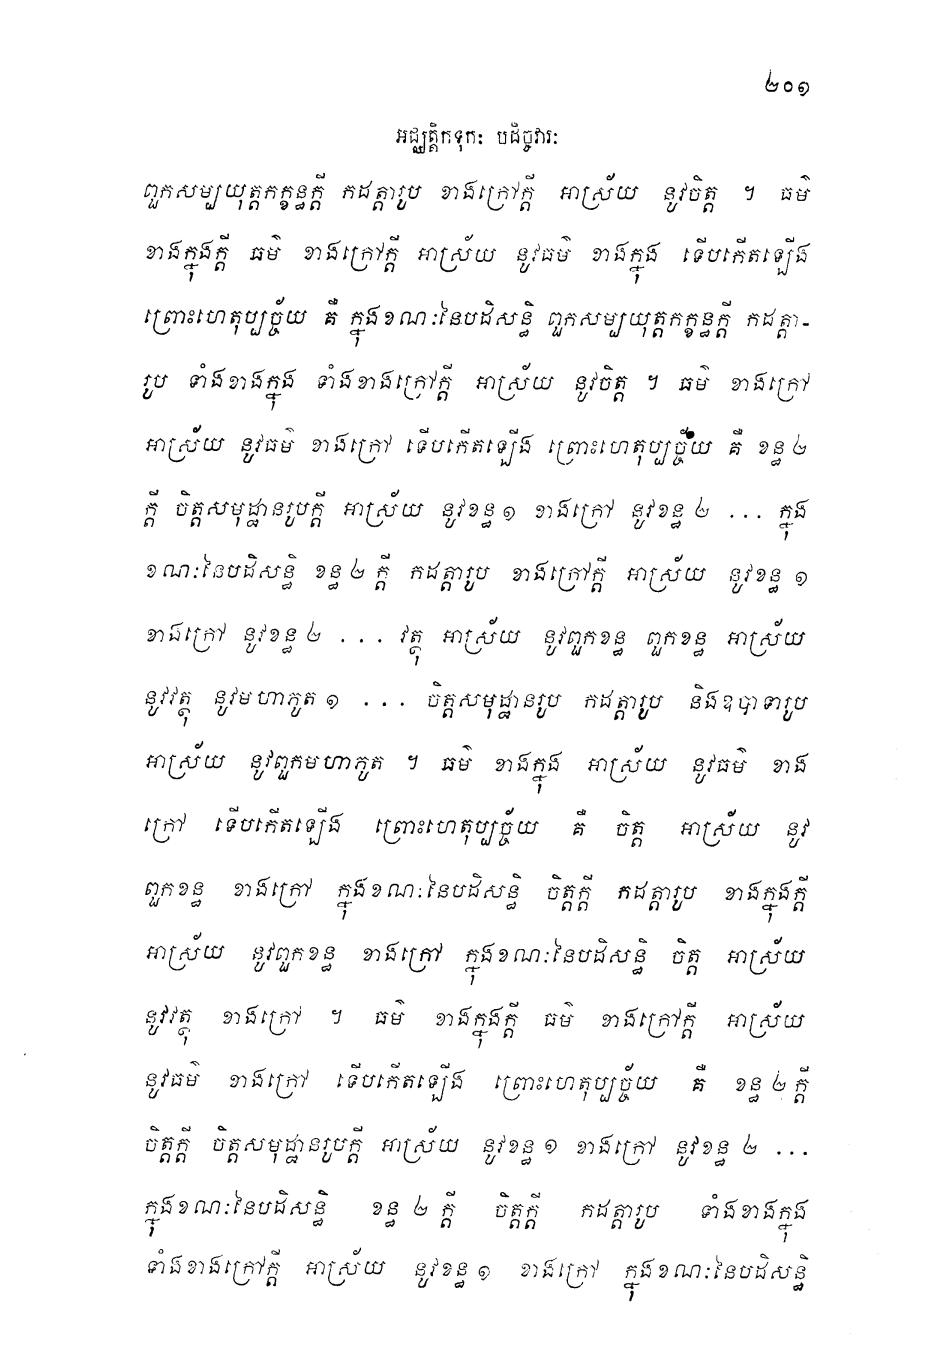 ២០១
អជ្ឈត្តិកទុកៈ បដិច្ចវារៈ
ពួកសម្បយុត្តកក្ខន្ធក្តី កដត្តារូប ខាងក្រៅក្តី អាស្រ័យ នូវចិត្ត ។ ធម៌
ខាងក្នុងក្តី ធម៌ ខាងក្រៅក្តី អាស្រ័យ នូវធម៌ ខាងក្នុង ទើបកើតឡើង
ព្រោះហេតុប្បច្ច័យ គឺ ក្នុងខណៈនៃបដិសន្ធិ ពួកសម្បយុត្តកក្ខន្ធក្តី កដត្តា-
រូប ទាំងខាងក្នុង ទាំងខាងក្រៅក្តី អាស្រ័យ នូវចិត្ត ។ ធម៌ ខាងក្រៅ
អាស្រ័យ នូវធម៌ ខាងក្រៅ ទើបកើតឡើង ព្រោះហេតុប្បច្ច័យ គឺ ខន្ធ ២
ក្តី ចិត្តសមុដ្ឋានរូបក្តី អាស្រ័យ នូវខន្ធ ១ ខាងក្រៅ នូវខន្ធ ២ ... ក្នុង
ខណៈនៃបដិសន្ធិ ខន្ធ ២ ក្តី កដត្តារូប ខាងក្រៅក្តី អាស្រ័យ នូវខន្ធ ១
ខាងក្រៅ នូវខន្ធ ២ ... វត្ថុ អាស្រ័យ នូវពួកខន្ធ ពួកខន្ធ អាស្រ័យ
នូវវត្ថុ នូវមហាភូត ១ ... ចិត្តសមុដ្ឋានរូប កដត្តារូប និងឧបាទារូប
អាស្រ័យ នូវពួកមហាភូត ។ ធម៌ ខាងក្នុង អាស្រ័យ នូវធម៌ ខាង
ក្រៅ ទើបកើតឡើង ព្រោះហេតុប្បច្ច័យ គឺ ចិត្ត អាស្រ័យ នូវ
ពួកខន្ធ ខាងក្រៅ ក្នុងខណៈនៃបដិសន្ធិ ចិត្តក្តី កដត្តារូប ខាងក្នុងក្តី
អាស្រ័យ នូវពួកខន្ធ ខាងក្រៅ ក្នុងខណៈនៃបដិសន្ធិ ចិត្ត អាស្រ័យ
នូវវត្ថុ ខាងក្រៅ ។ ធម៌ ខាងក្នុងក្តី ធម៌ ខាងក្រៅក្តី អាស្រ័យ
នូវធម៌ ខាងក្រៅ ទើបកើតឡើង ព្រោះហេតុប្បច្ច័យ គឺ ខន្ធ ២ ក្តី
ចិត្តក្តី ចិត្តសមុដ្ឋានរូបក្តី អាស្រ័យ នូវខន្ធ ១ ខាងក្រៅ នូវខន្ធ ២ ...
ក្នុងខណៈនៃបដិសន្ធិ ខន្ធ ២ ក្តី ចិត្តក្តី កដត្តារូប ទាំងខាងក្នុង
ទាំងខាងក្រៅក្តី អាស្រ័យ នូវខន្ធ ១ ខាងក្រៅ ក្នុងខណៈនៃបដិសន្ធិ